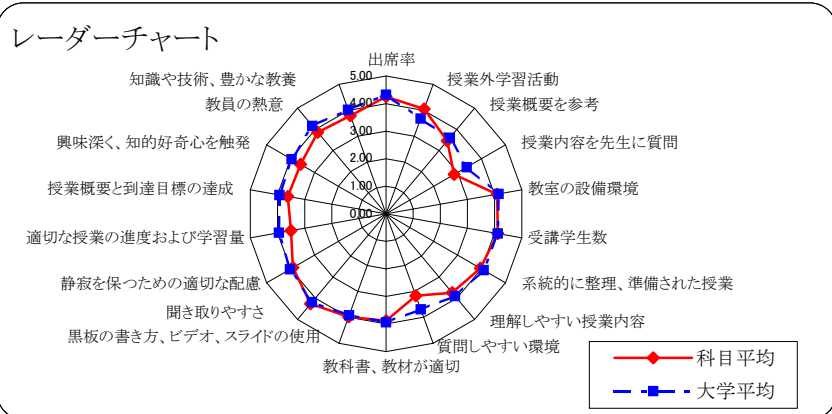 レーダーチャート
出席率
授業外学習活動
授業概要を参考
授業内容を先生に質問
教室の設備環境
受講学生数
系統的に整理、準備された授業
理解しやすい授業内容
質問しやすい環境
教科書、教材が適切
黒板の書き方、ビデオ、スライドの使用
聞き取りやすさ
静寂を保つための適切な配慮
適切な授業の進度および学習量
授業概要と到達目標の達成
興味深く、知的好奇心を触発
教員の熱意
知識や技術、豊かな教養
5.00
4.00
3.00
2.00
1.00
0.00
科目平均
大学平均